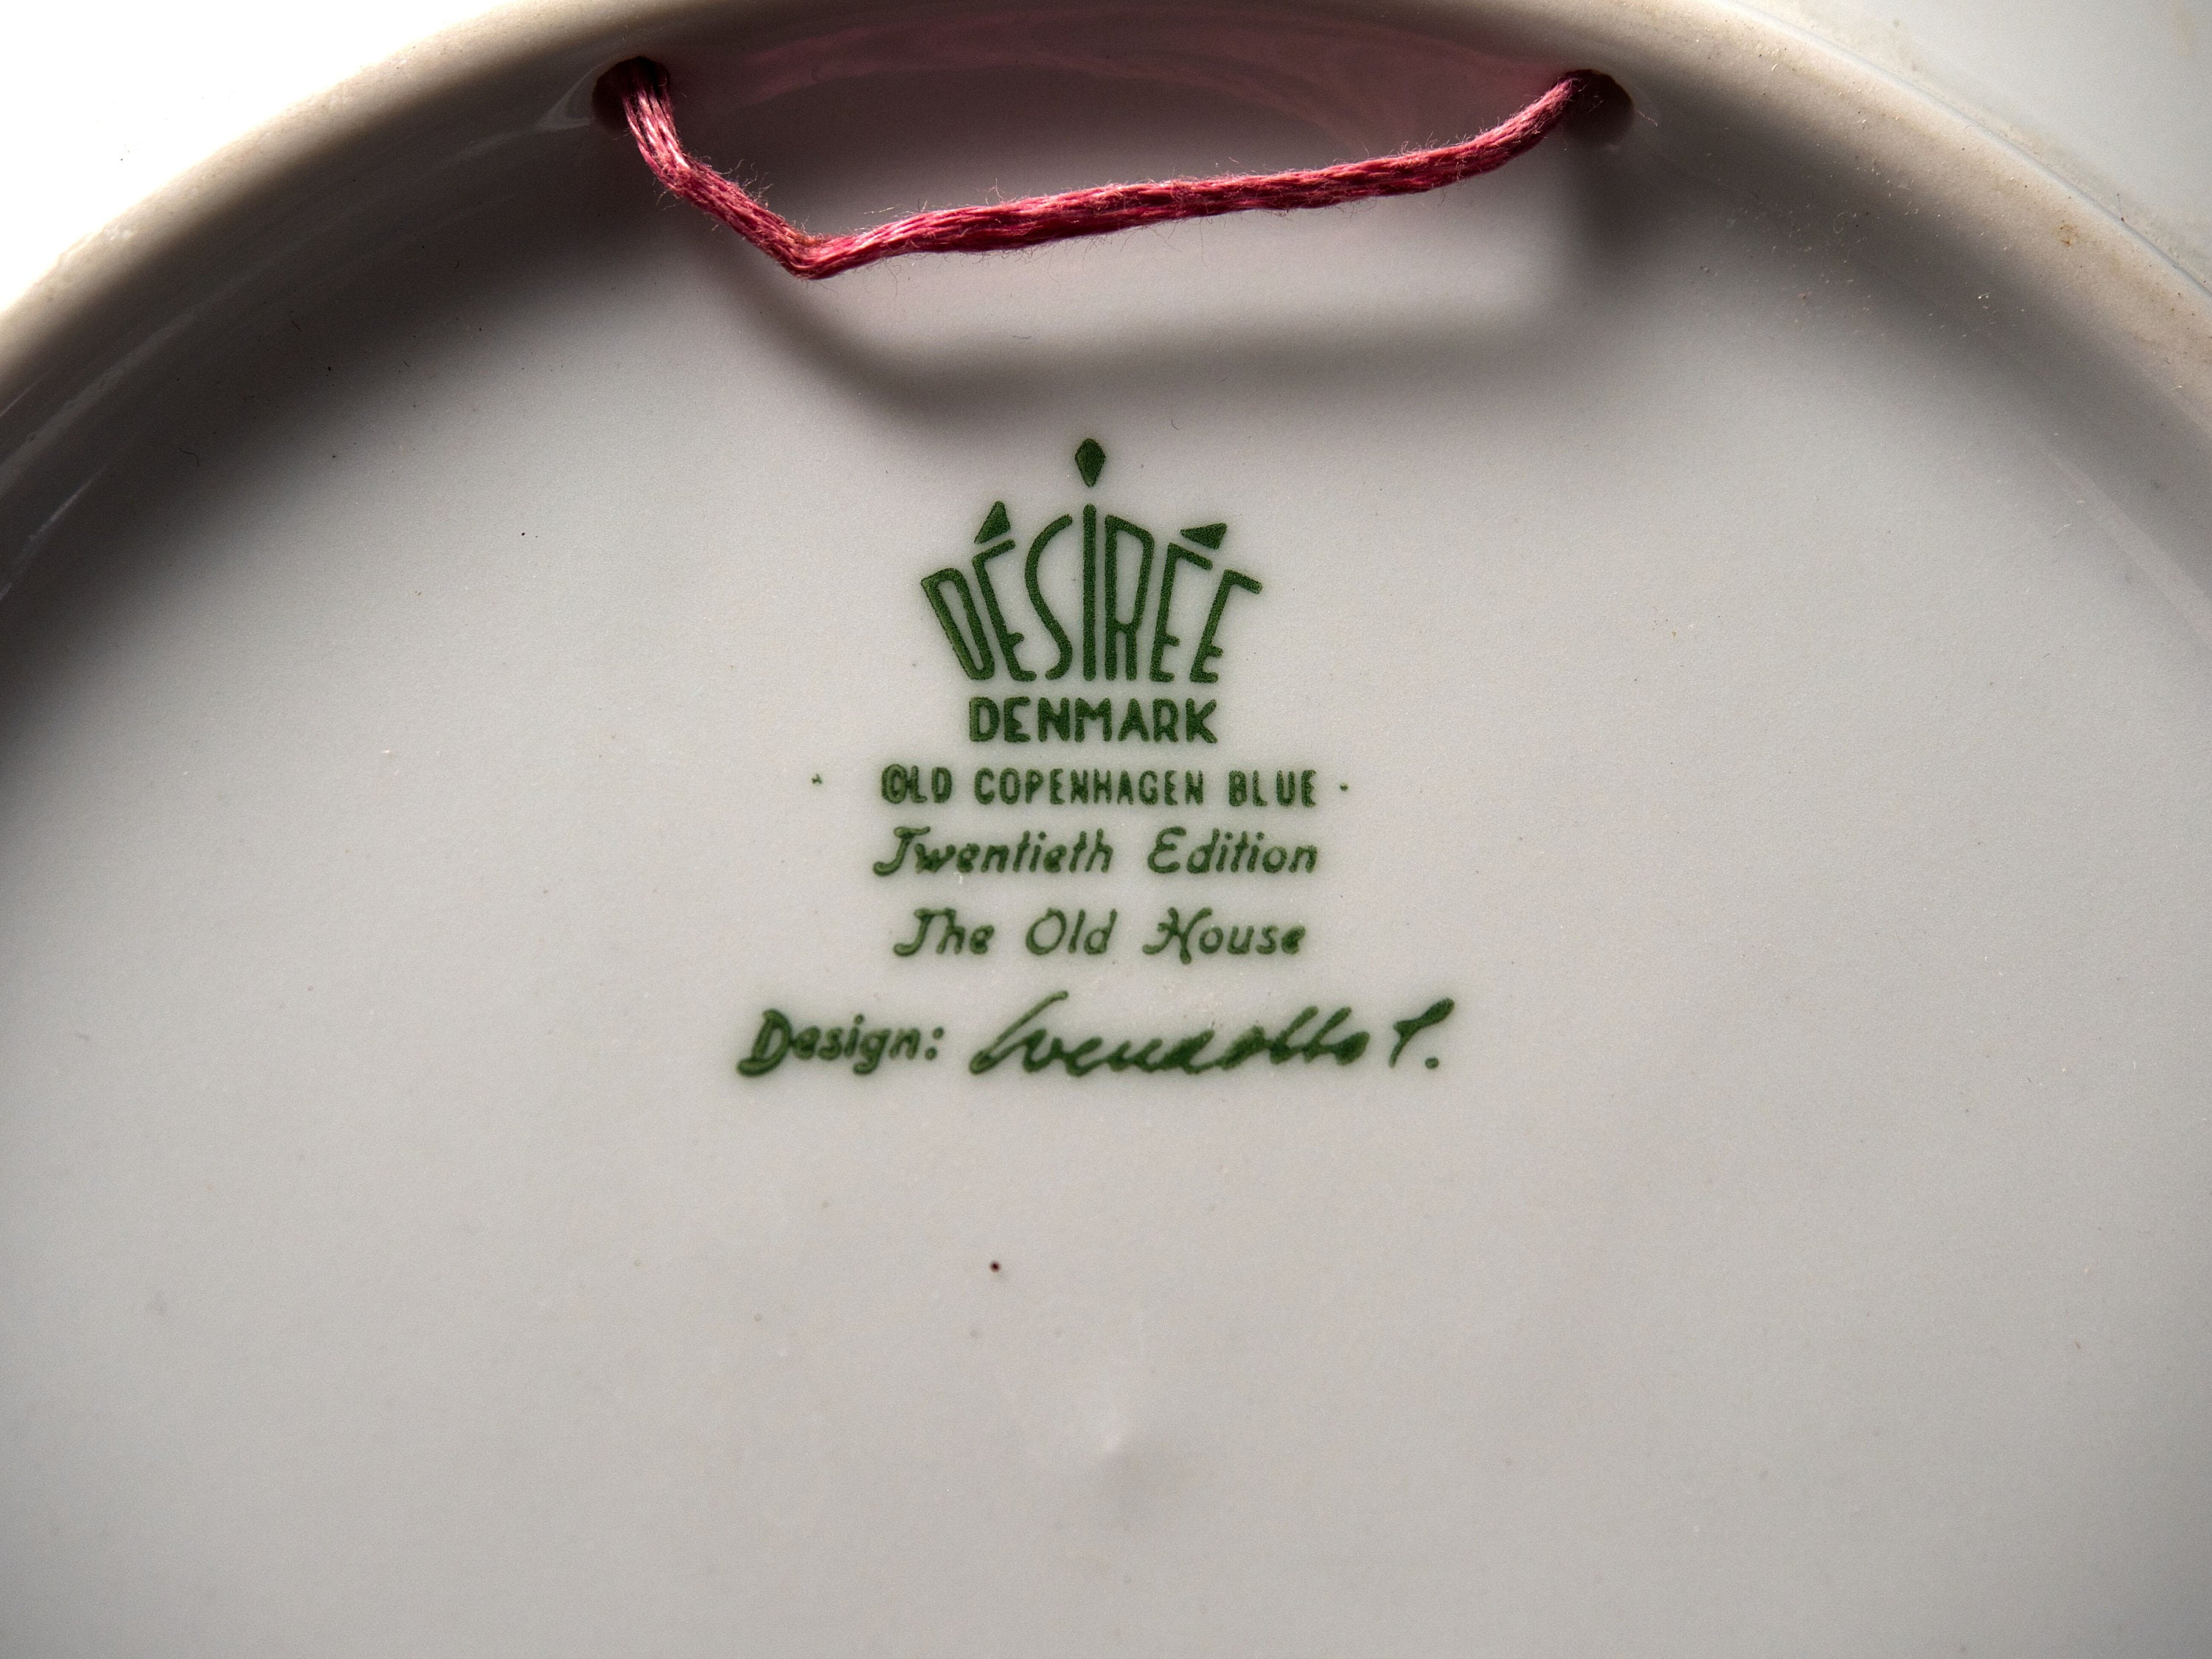 DÉSIRÉE
DENMARK
OLD COPENHAGEN BLUE
Twentieth Edition
The Old House
Design: